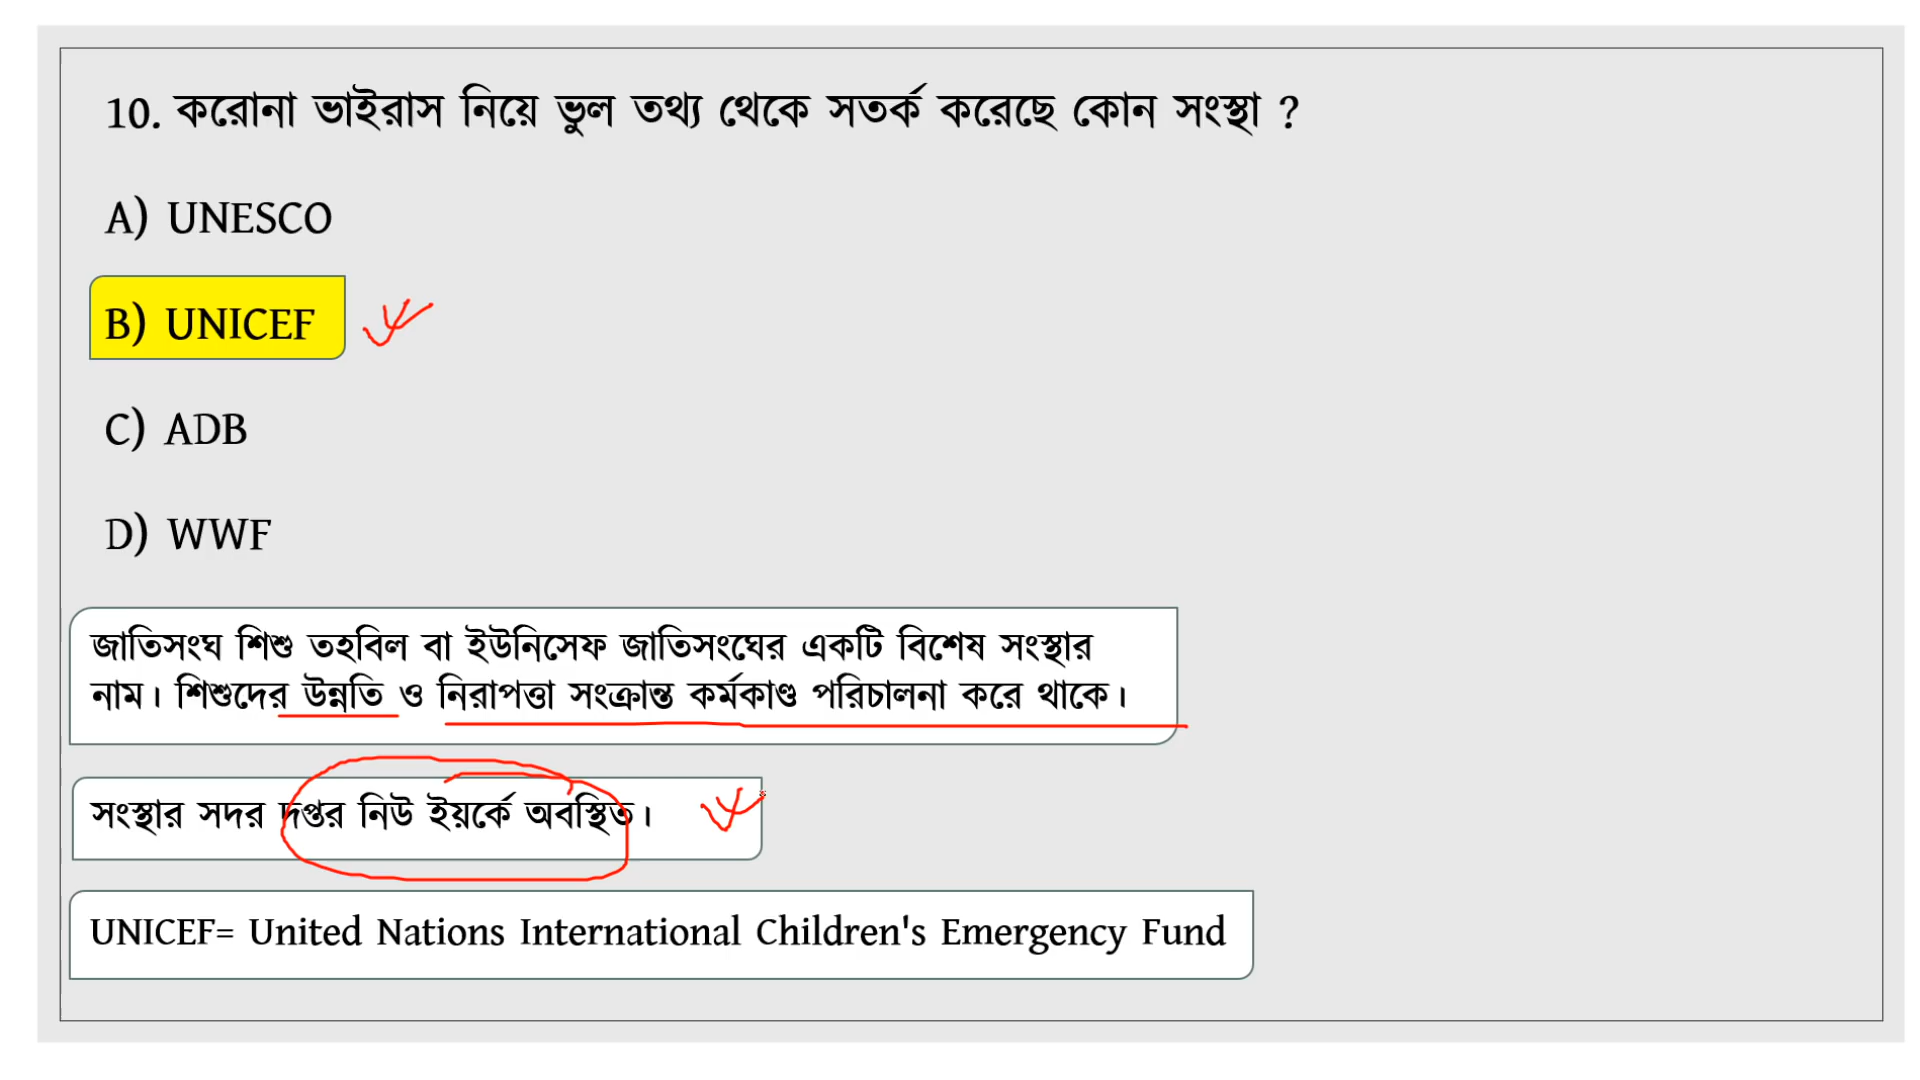 10. করোনা ভাইরাস নিয়ে ভুল তথ্য থেকে সতর্ক করেছে কোন সংস্থা ?
A) UNESCO
B) UNICEF
C) ADB
D) WWF
জাতিসংঘ শিশু তহবিল বা ইউনিসেফ জাতিসংঘের একটি বিশেষ সংস্থার
নাম। শিশুদের উন্নতি ও নিরাপত্তা সংক্রান্ত কর্মকাণ্ড পরিচালনা করে থাকে।
সংস্থার সদর দপ্তর নিউ ইয়র্কে অবস্থিত।
UNICEF= United Nations International Children's Emergency Fund